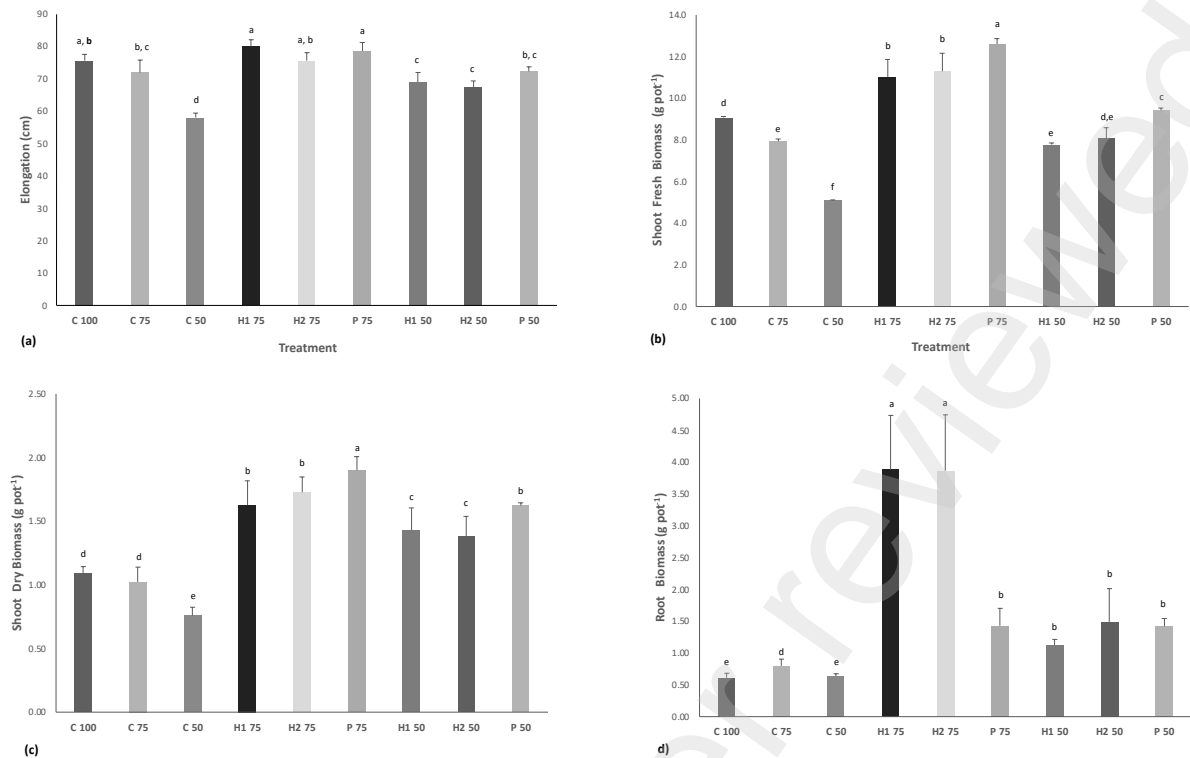 90
80
70
60
50
40
30
20
10
0
Elongation (cm)
a, b
b, c
d
a
a, b
a
c
c
b, c
C 100 C 75 C 50 H1 75 H2 75 P 75 H1 50 H2 50 P 50
(a)
Treatment
14.0
12.0
10.0
8.0
6.0
4.0
2.0
0.0
Shoot Fresh Biomass (g pot-1)
d
e
f
b
b
a
e
d,e
c
C 100 C 75 C 50 H1 75 H2 75 P 75 H1 50 H2 50 P 50
(b)
Treatment
2.50
2.00
1.50
1.00
0.50
0.00
Shoot Dry Biomass (g pot-1)
d
d
e
b
b
a
c
c
b
C 100 C 75 C 50 H1 75 H2 75 P 75 H1 50 H2 50 P 50
(c)
5.00
4.50
4.00
3.50
3.00
2.50
2.00
1.50
1.00
0.50
0.00
Root Biomass (g pot-1)
e
d
e
a
a
b
b
b
b
C 100 C 75 C 50 H1 75 H2 75 P 75 H1 50 H2 50 P 50
d)
er reviewed